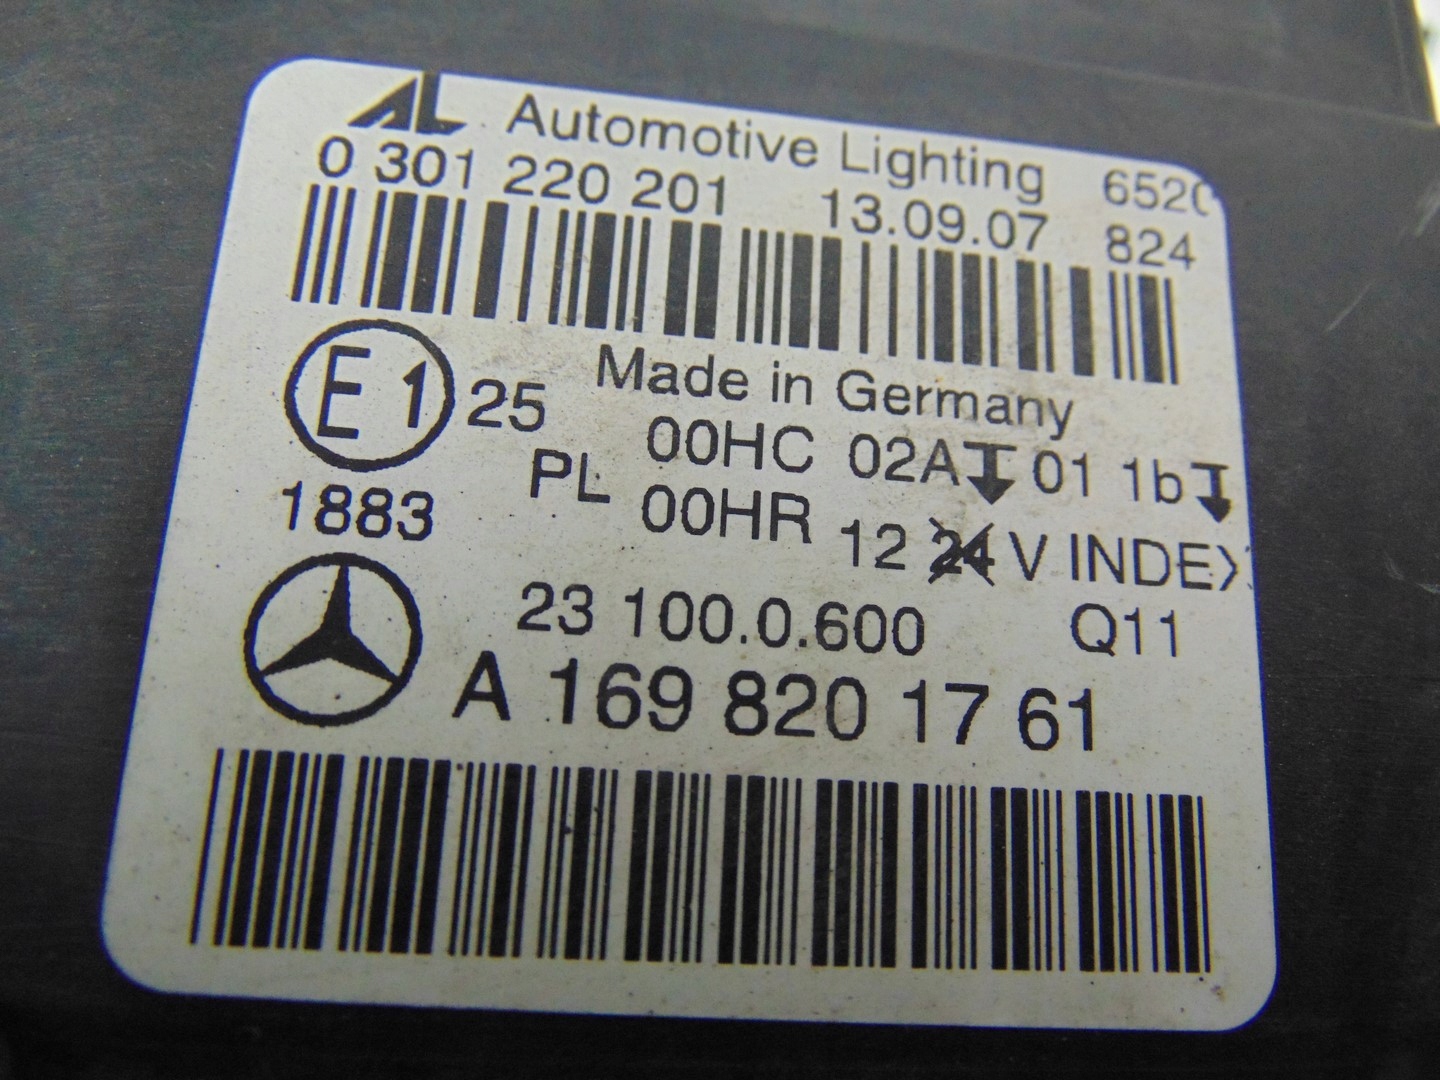 AL Automotive Lighting 6520
0 301 220 201 13.09.07 824
Made in Germany
E1 25 00HC 02A 01 1b
PL 00HR 12 24 V INDEX
1883
23 100.0.600 Q11
A 169 820 17 61